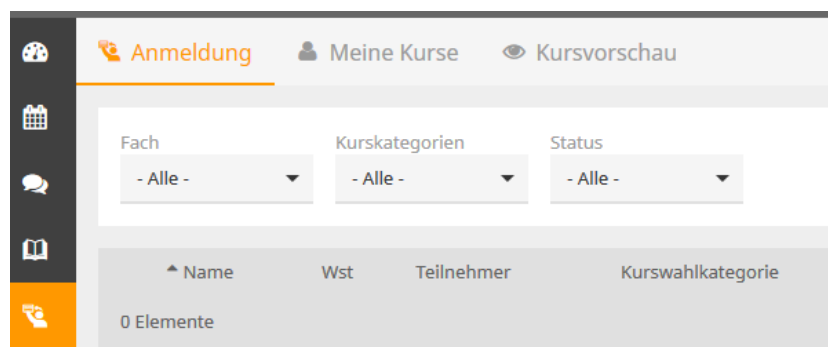 Anmeldung Meine Kurse Kursvorschau
Fach Kurskategorien Status
- Alle - - Alle - - Alle -
Name Wst Teilnehmer Kurswahlkategorie
0 Elemente